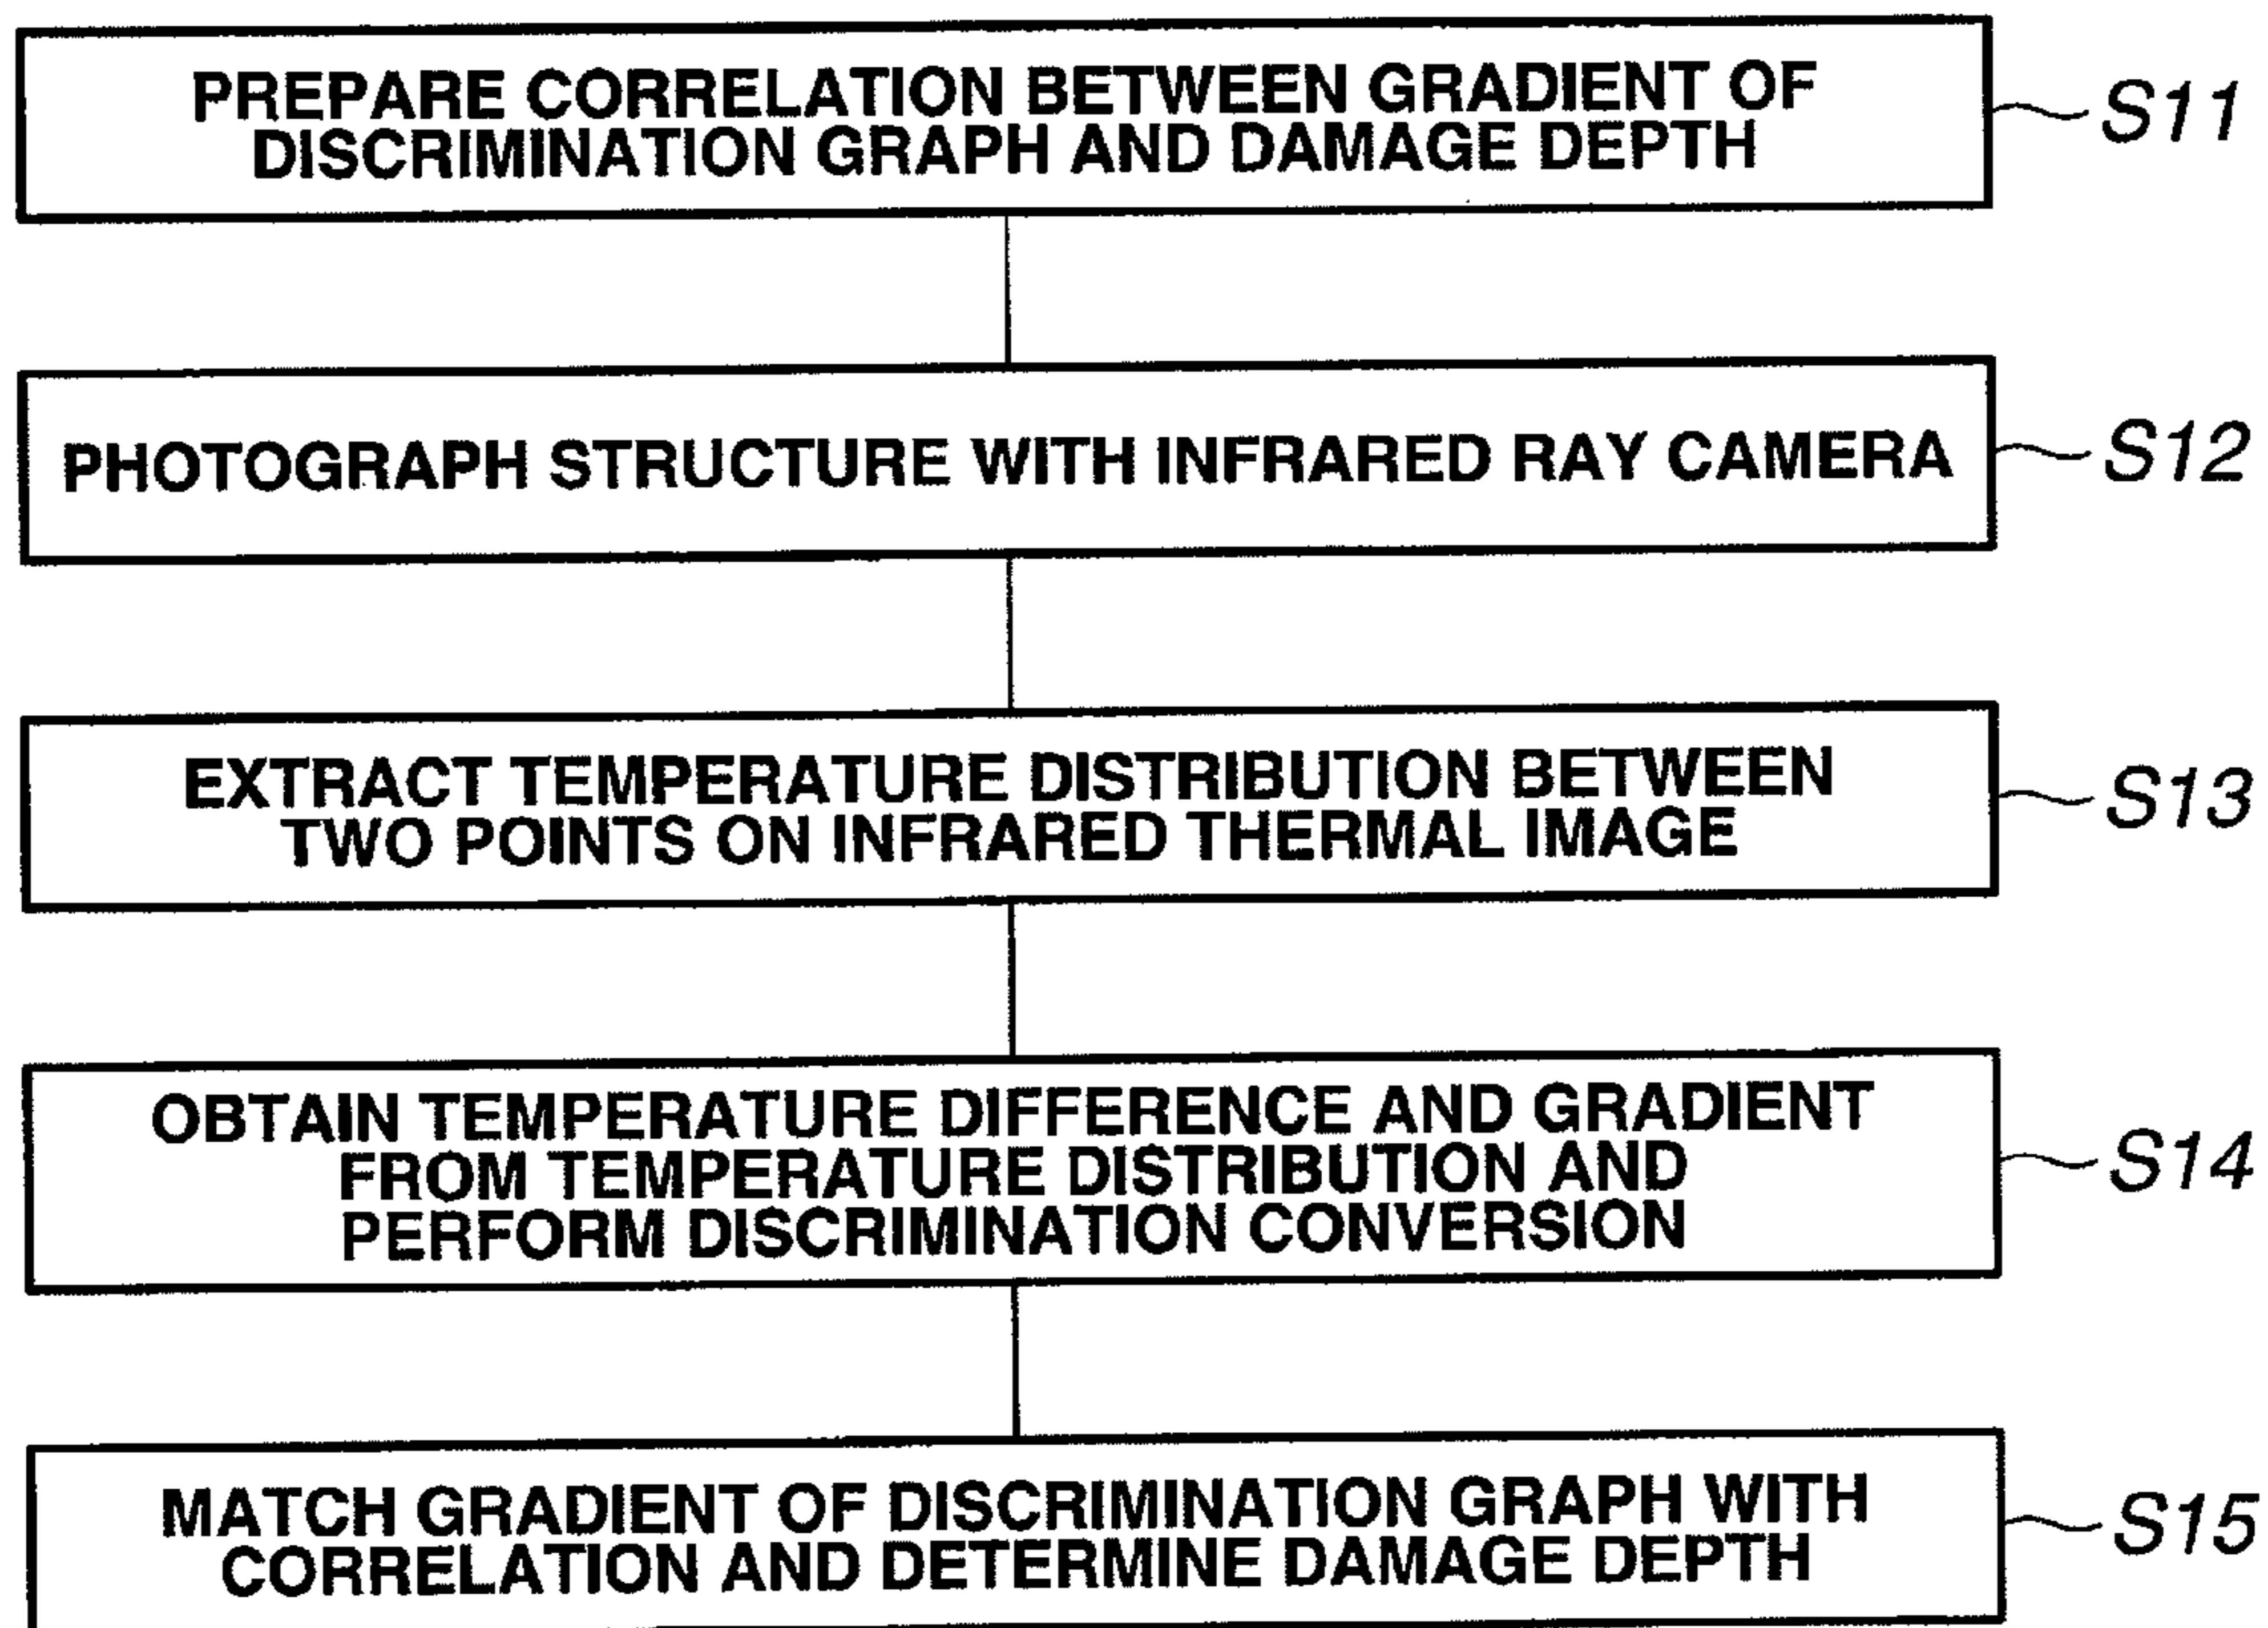 PREPARE CORRELATION BETWEEN GRADIENT OF
DISCRIMINATION GRAPH AND DAMAGE DEPTH
S11
PHOTOGRAPH STRUCTURE WITH INFRARED RAY CAMERA
S12
EXTRACT TEMPERATURE DISTRIBUTION BETWEEN
TWO POINTS ON INFRARED THERMAL IMAGE
S13
OBTAIN TEMPERATURE DIFFERENCE AND GRADIENT
FROM TEMPERATURE DISTRIBUTION AND
PERFORM DISCRIMINATION CONVERSION
S14
MATCH GRADIENT OF DISCRIMINATION GRAPH WITH
CORRELATION AND DETERMINE DAMAGE DEPTH
S15